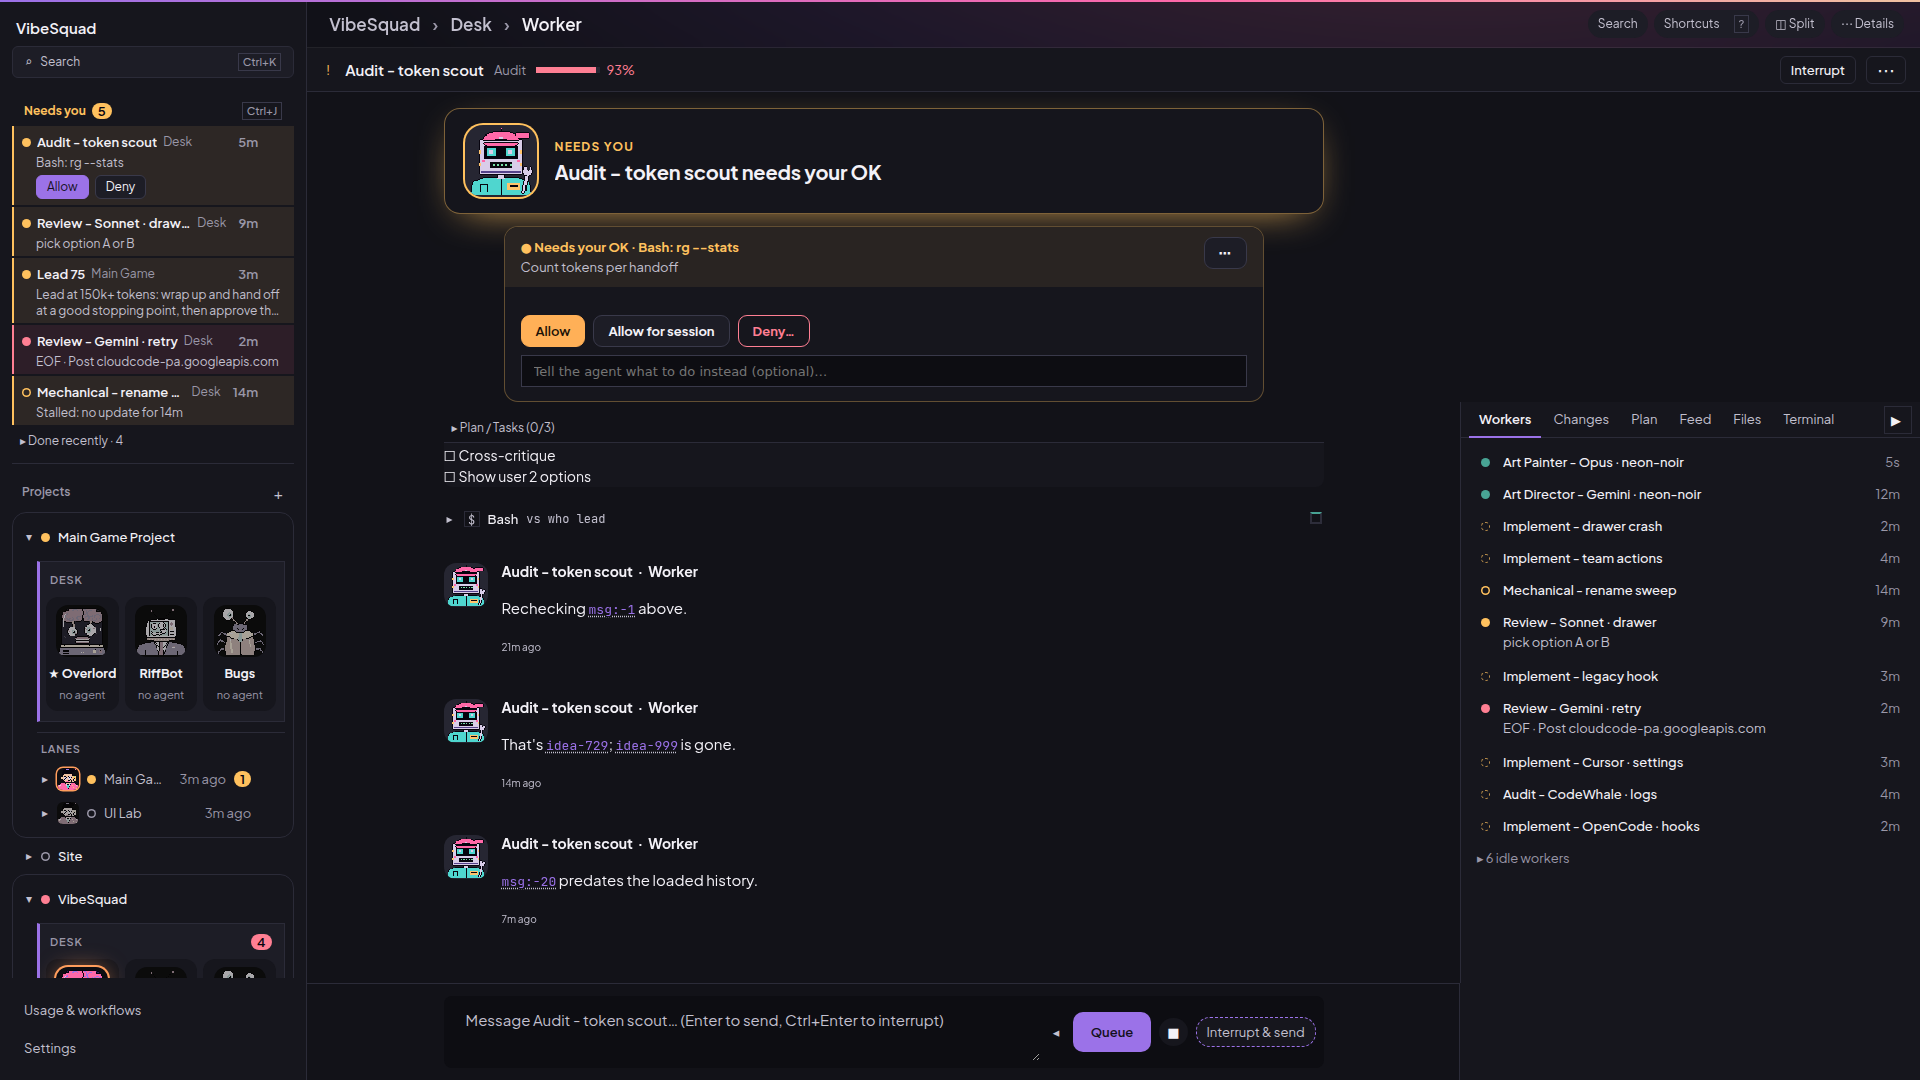 VibeSquad
Search Ctrl+K
Needs you 5 Ctrl+J
Audit - token scout Desk 5m
Bash: rg --stats
Allow Deny
Review - Sonnet · draw… Desk 9m
pick option A or B
Lead 75 Main Game 3m
Lead at 150k+ tokens: wrap up and hand off
at a good stopping point, then approve th…
Review - Gemini · retry Desk 2m
EOF · Post cloudcode-pa.googleapis.com
Mechanical - rename … Desk 14m
Stalled: no update for 14m
▸ Done recently · 4
Projects +
▾ Main Game Project
DESK
★ Overlord RiffBot Bugs
no agent no agent no agent
LANES
▸ Main Ga… 3m ago 1
▸ UI Lab 3m ago
▸ Site
▾ VibeSquad
DESK 4
Usage & workflows
Settings
VibeSquad › Desk › Worker
Search Shortcuts ? Split ··· Details
! Audit - token scout Audit 93%
Interrupt ···
NEEDS YOU
Audit - token scout needs your OK
Needs your OK · Bash: rg --stats
Count tokens per handoff
···
Allow Allow for session Deny…
Tell the agent what to do instead (optional)…
▸ Plan / Tasks (0/3)
☐ Cross-critique
☐ Show user 2 options
▸ $ Bash vs who lead
Audit - token scout · Worker
Rechecking msg:-1 above.
21m ago
Audit - token scout · Worker
That's idea-729; idea-999 is gone.
14m ago
Audit - token scout · Worker
msg:-20 predates the loaded history.
7m ago
Message Audit - token scout… (Enter to send, Ctrl+Enter to interrupt)
◂ Queue ■ Interrupt & send
Workers Changes Plan Feed Files Terminal ▶
Art Painter - Opus · neon-noir 5s
Art Director - Gemini · neon-noir 12m
Implement - drawer crash 2m
Implement - team actions 4m
Mechanical - rename sweep 14m
Review - Sonnet · drawer 9m
pick option A or B
Implement - legacy hook 3m
Review - Gemini · retry 2m
EOF · Post cloudcode-pa.googleapis.com
Implement - Cursor · settings 3m
Audit - CodeWhale · logs 4m
Implement - OpenCode · hooks 2m
▸ 6 idle workers